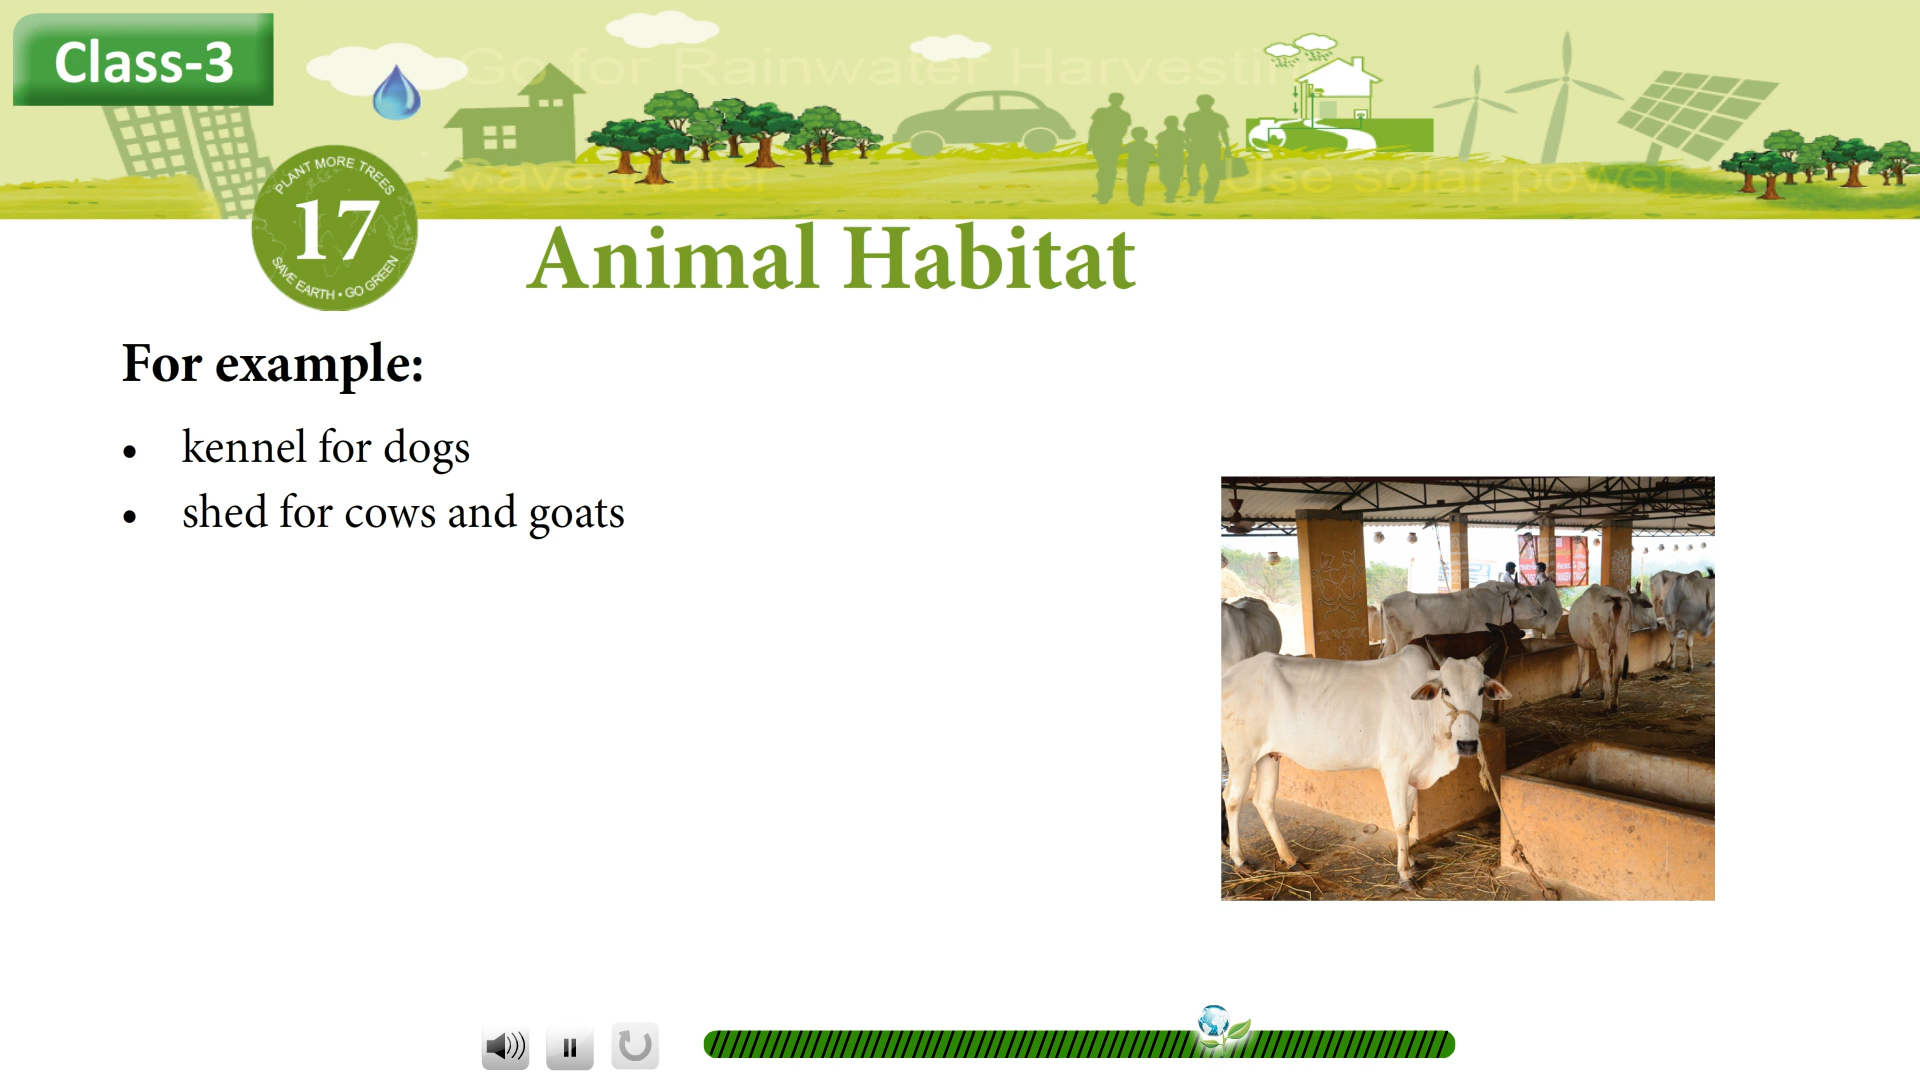 Class-3
Go for Rainwater Harvesting
Save Water
Use solar power
PLANT MORE TREES
17
SAVE EARTH • GO GREEN
Animal Habitat
For example:
• kennel for dogs
• shed for cows and goats